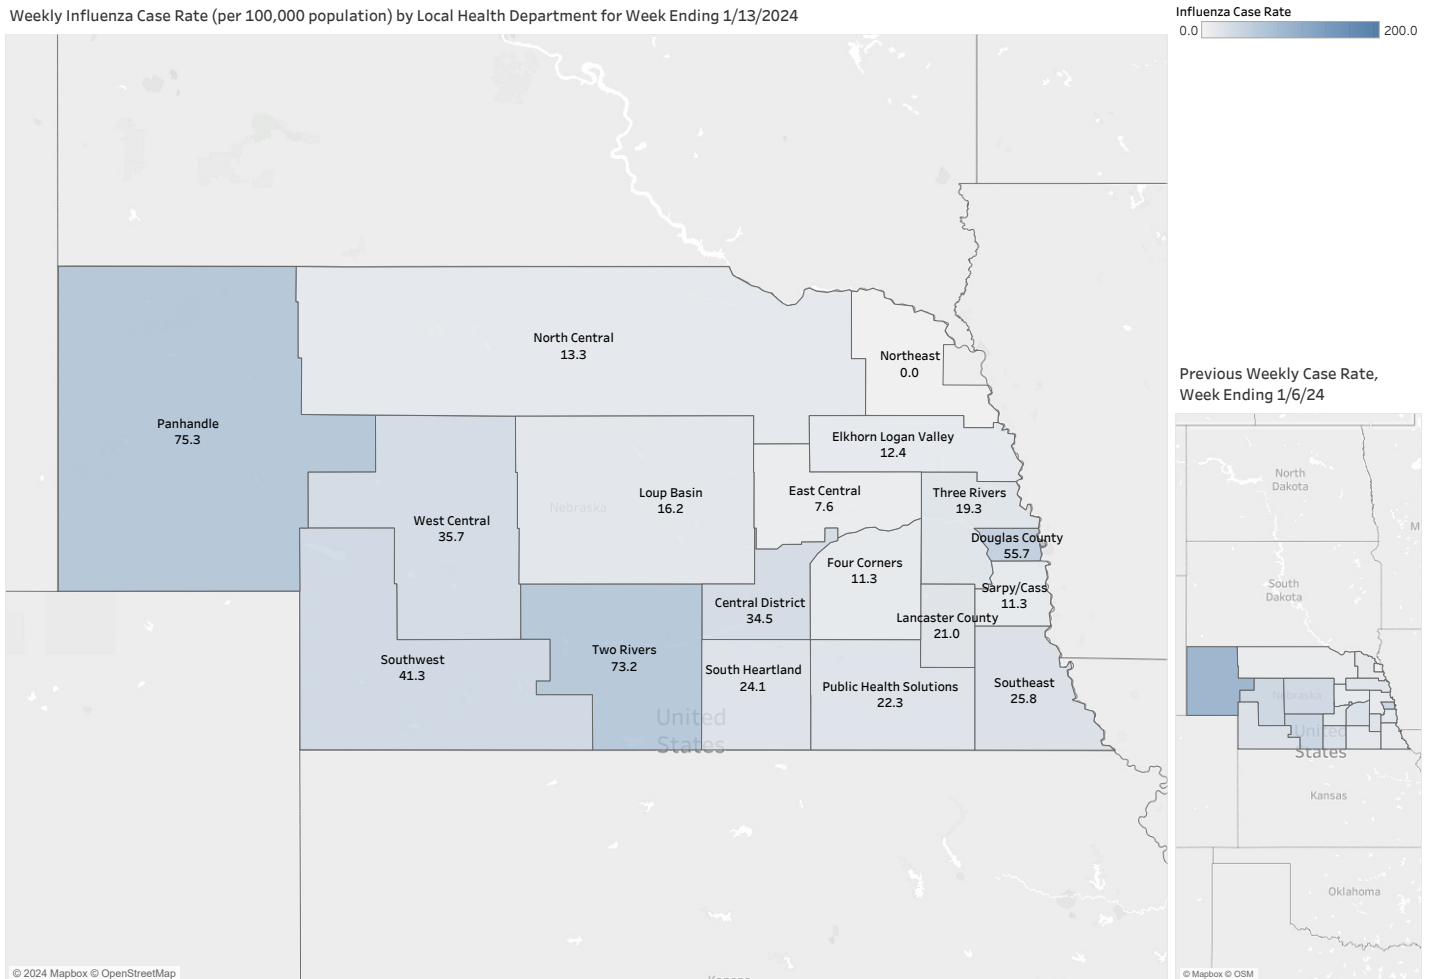 Weekly Influenza Case Rate (per 100,000 population) by Local Health Department for Week Ending 1/13/2024
Influenza Case Rate
0.0
200.0
North Central
13.3
Northeast
0.0
Panhandle
75.3
Elkhorn Logan Valley
12.4
Loup Basin
16.2
East Central
7.6
Three Rivers
19.3
Nebraska
West Central
35.7
Douglas County
55.7
Four Corners
11.3
Sarpy/Cass
11.3
Central District
34.5
Lancaster County
21.0
Southwest
41.3
Two Rivers
73.2
South Heartland
24.1
Public Health Solutions
22.3
Southeast
25.8
United
States
© 2024 Mapbox © OpenStreetMap
Previous Weekly Case Rate,
Week Ending 1/6/24
North
Dakota
M
South
Dakota
Nebraska
United
States
Kansas
Oklahoma
© Mapbox © OSM